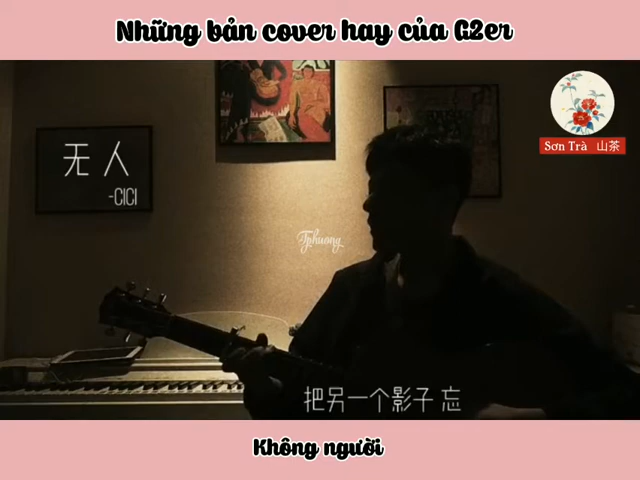 Những bản cover hay của G2er
无人
-CICI
Sơn Trà 山茶
Tphuong
把另一个影子 忘
Không người